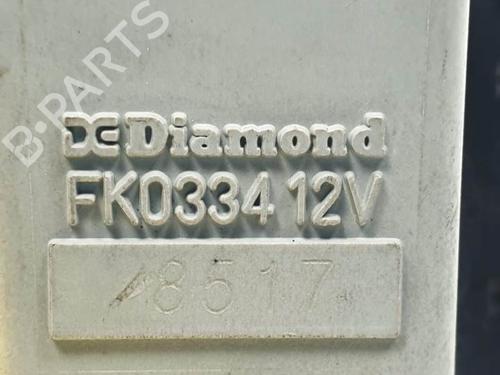 B-PARTS
Diamond
FK0334 12V
8517